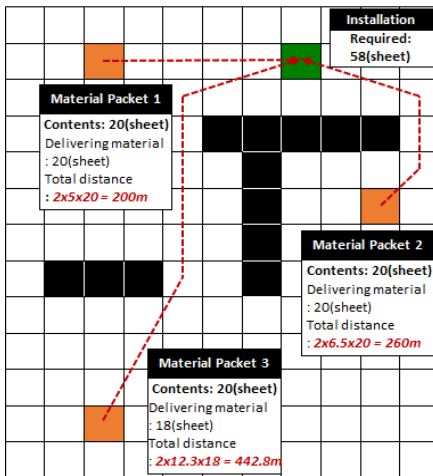 Installation
Required:
58(sheet)
Material Packet 1
Contents: 20(sheet)
Delivering material
: 20(sheet)
Total distance
: 2x5x20 = 200m
Material Packet 2
Contents: 20(sheet)
Delivering material
: 20(sheet)
Total distance
: 2x6.5x20 = 260m
Material Packet 3
Contents: 20(sheet)
Delivering material
: 18(sheet)
Total distance
: 2x12.3x18 = 442.8m